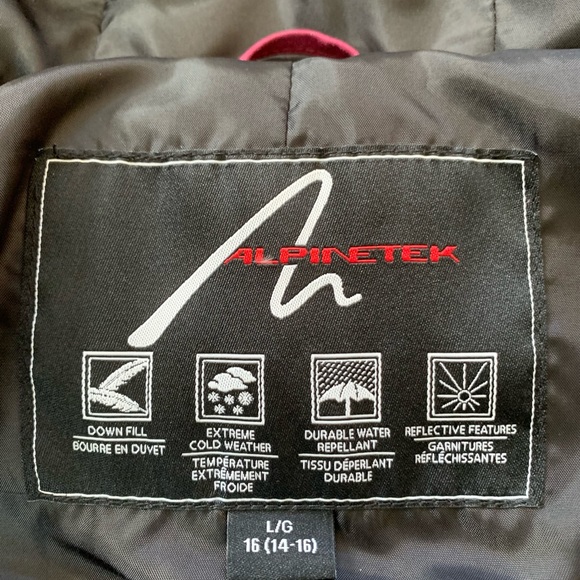 ALPINETEK
DOWN FILL
BOURRE EN DUVET
EXTREME
COLD WEATHER
TEMPÉRATURE
EXTRÊMEMENT
FROIDE
DURABLE WATER
REPELLANT
TISSU DÉPERLANT
DURABLE
REFLECTIVE FEATURES
GARNITURES
RÉFLÉCHISSANTES
L/G
16 (14-16)